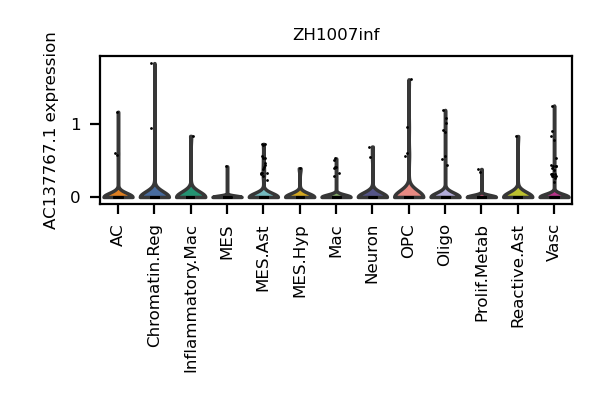 ZH1007inf
AC137767.1 expression
1
0
AC
Chromatin.Reg
Inflammatory.Mac
MES
MES.Ast
MES.Hyp
Mac
Neuron
OPC
Oligo
Prolif.Metab
Reactive.Ast
Vasc